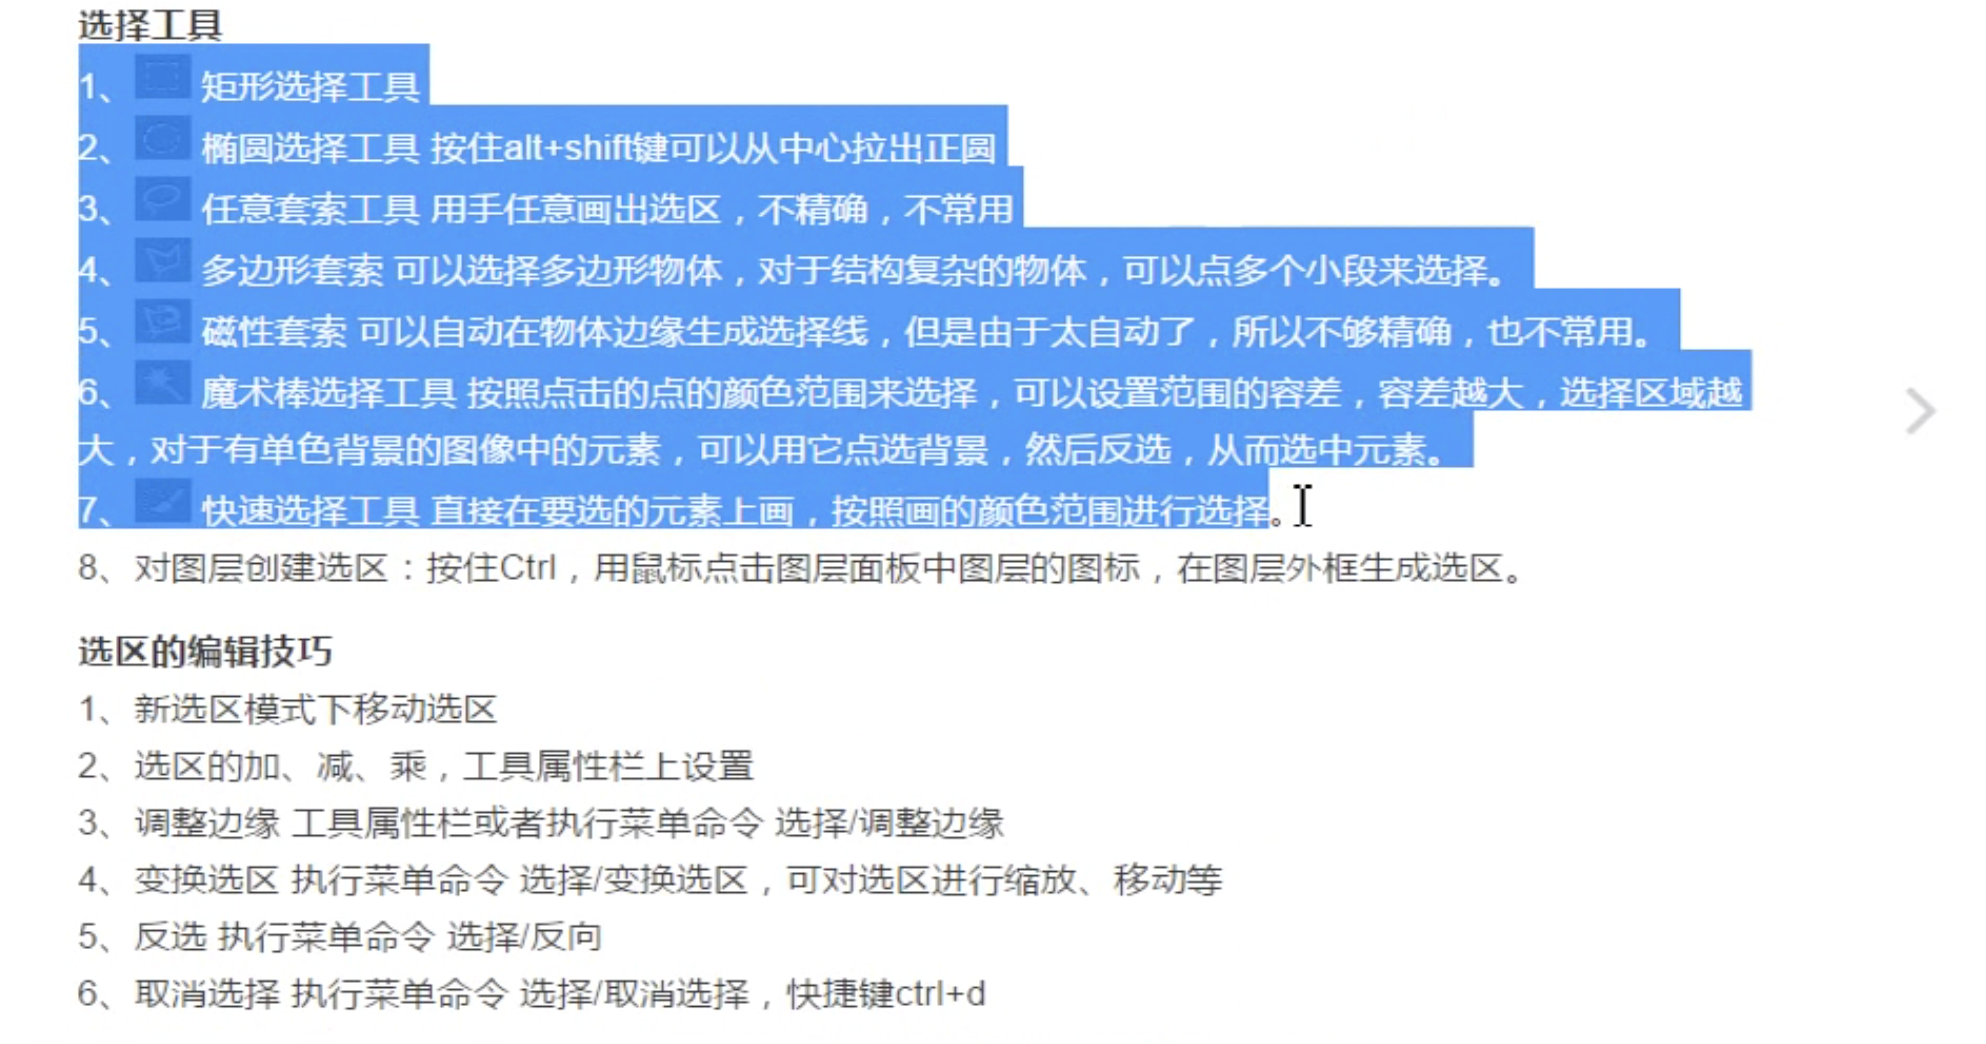 选择工具
1、 矩形选择工具
2、 椭圆选择工具 按住alt+shift键可以从中心拉出正圆
3、 任意套索工具 用手任意画出选区，不精确，不常用
4、 多边形套索 可以选择多边形物体，对于结构复杂的物体，可以点多个小段来选择。
5、 磁性套索 可以自动在物体边缘生成选择线，但是由于太自动了，所以不够精确，也不常用。
6、 魔术棒选择工具 按照点击的点的颜色范围来选择，可以设置范围的容差，容差越大，选择区域越
大，对于有单色背景的图像中的元素，可以用它点选背景，然后反选，从而选中元素。
7、 快速选择工具 直接在要选的元素上画，按照画的颜色范围进行选择。
8、对图层创建选区：按住Ctrl，用鼠标点击图层面板中图层的图标，在图层外框生成选区。
选区的编辑技巧
1、新选区模式下移动选区
2、选区的加、减、乘，工具属性栏上设置
3、调整边缘 工具属性栏或者执行菜单命令 选择/调整边缘
4、变换选区 执行菜单命令 选择/变换选区，可对选区进行缩放、移动等
5、反选 执行菜单命令 选择/反向
6、取消选择 执行菜单命令 选择/取消选择，快捷键ctrl+d